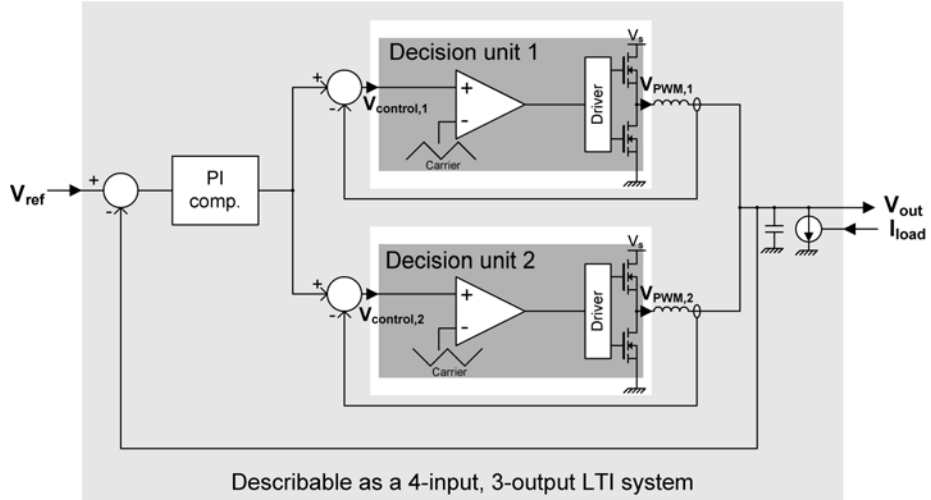 Decision unit 1
Vs
+
-
Vcontrol,1
+
-
Carrier
Driver
VPWM,1
Vref
+
-
PI
comp.
Vout
Iload
Decision unit 2
Vs
+
-
Vcontrol,2
+
-
Carrier
Driver
VPWM,2
Describable as a 4-input, 3-output LTI system